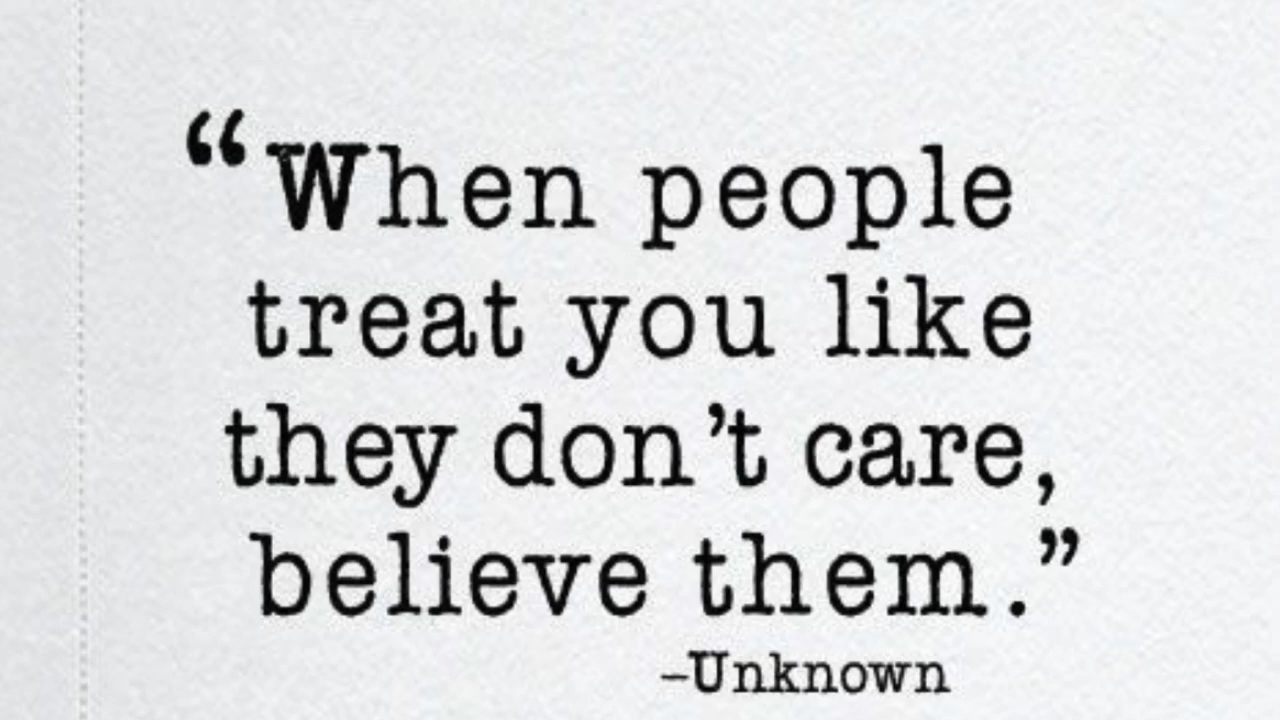 “When people
treat you like
they don’t care,
believe them.”
–Unknown